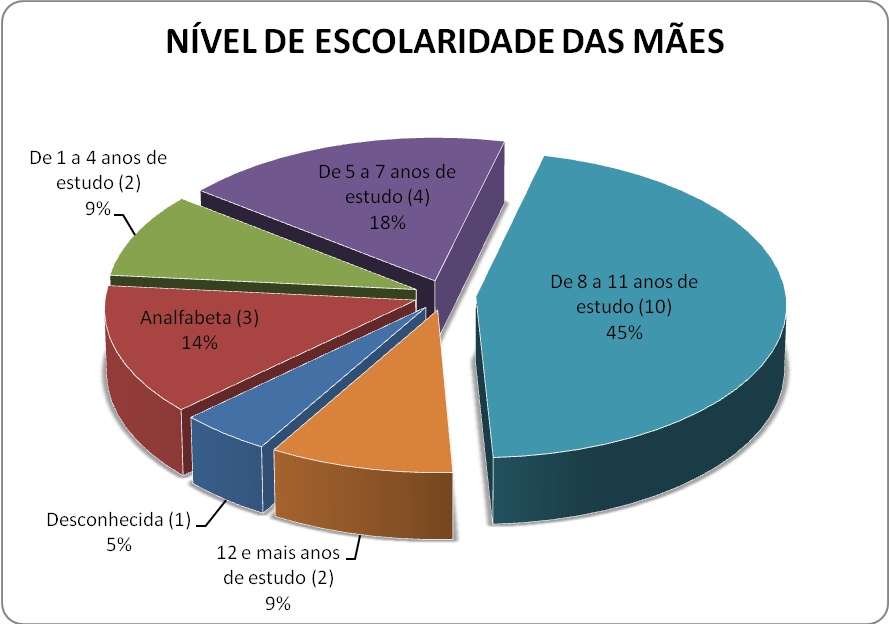 NÍVEL DE ESCOLARIDADE DAS MÃES
De 1 a 4 anos de
estudo (2)
9%
De 5 a 7 anos de
estudo (4)
18%
De 8 a 11 anos de
estudo (10)
45%
Analfabeta (3)
14%
Desconhecida (1)
5%
12 e mais anos
de estudo (2)
9%